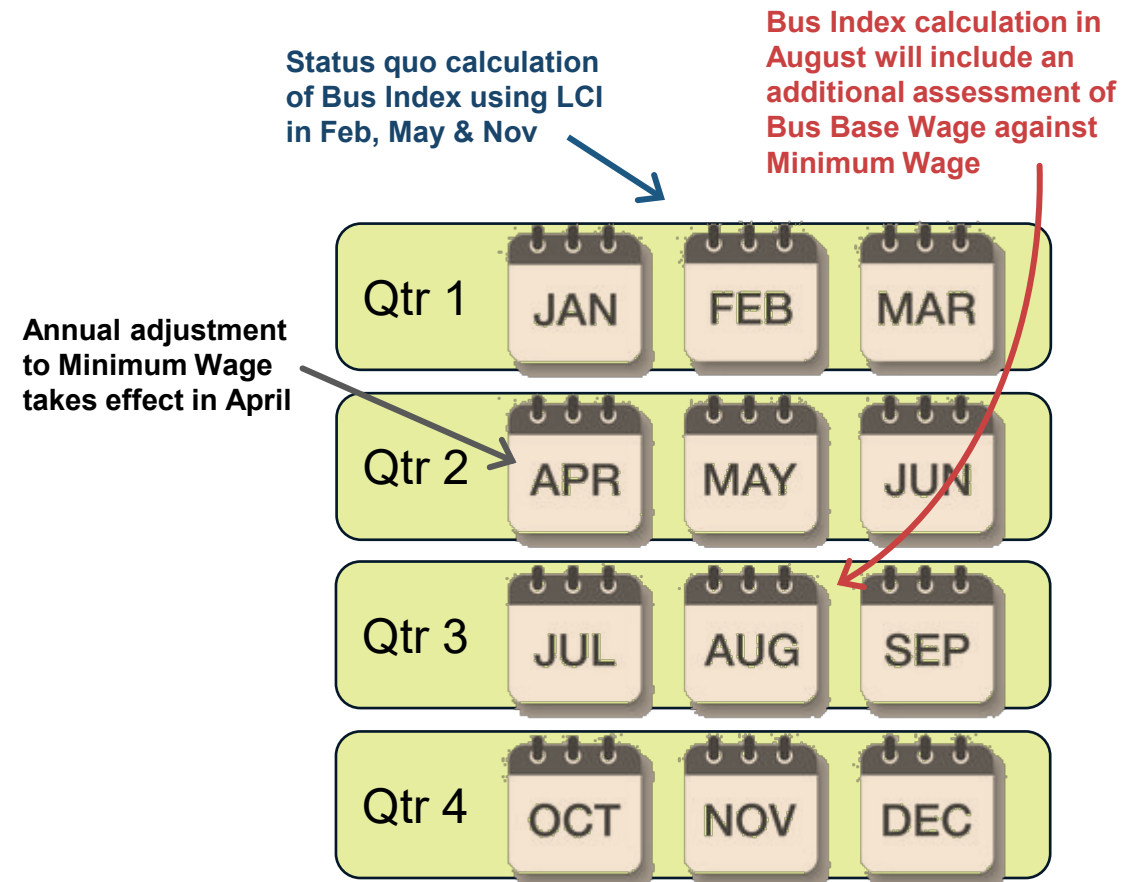 Bus Index calculation in
August will include an
additional assessment of
Bus Base Wage against
Minimum Wage
Status quo calculation
of Bus Index using LCI
in Feb, May & Nov
Annual adjustment
to Minimum Wage
takes effect in April
Qtr 1 JAN FEB MAR
Qtr 2 APR MAY JUN
Qtr 3 JUL AUG SEP
Qtr 4 OCT NOV DEC